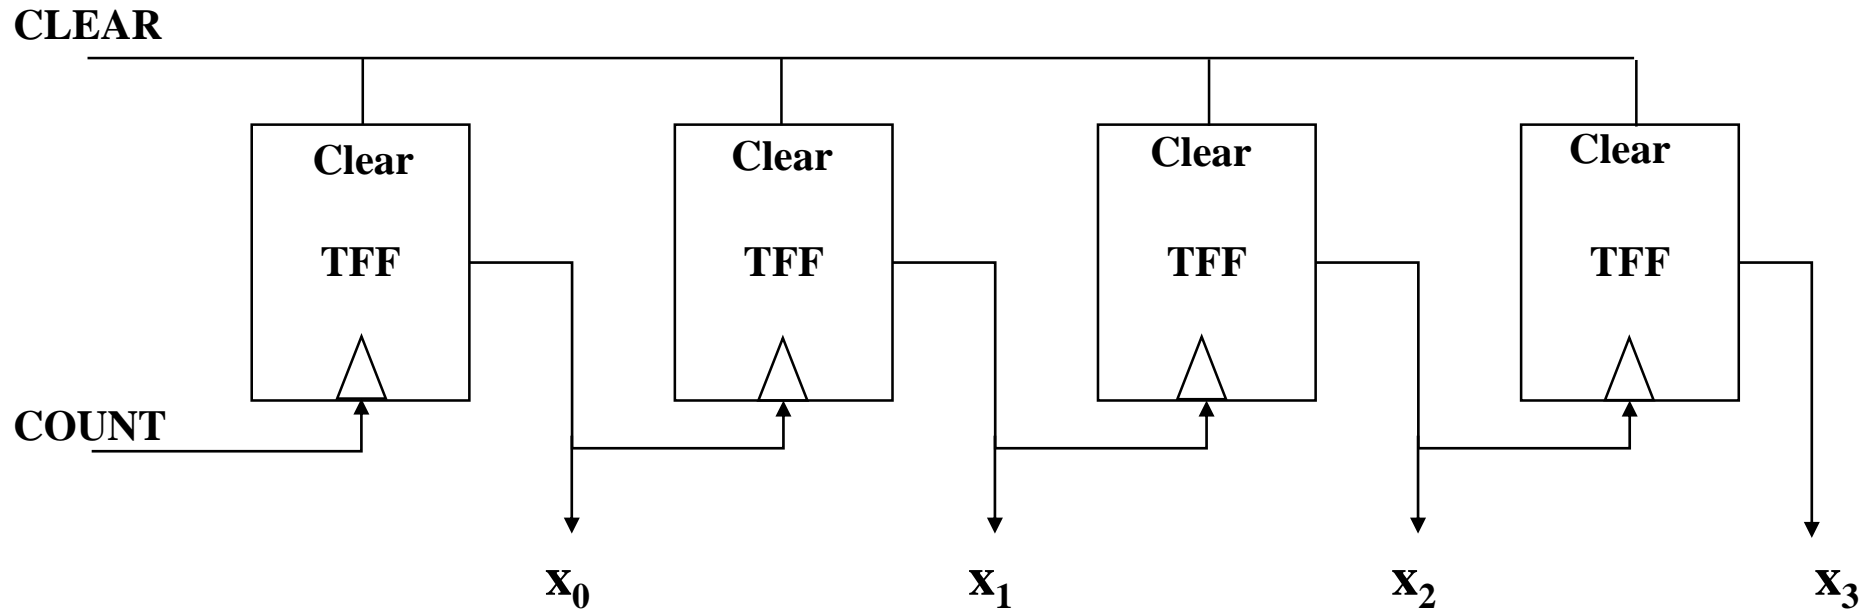 CLEAR
Clear Clear Clear Clear
TFF TFF TFF TFF
COUNT
x₀ x₁ x₂ x₃